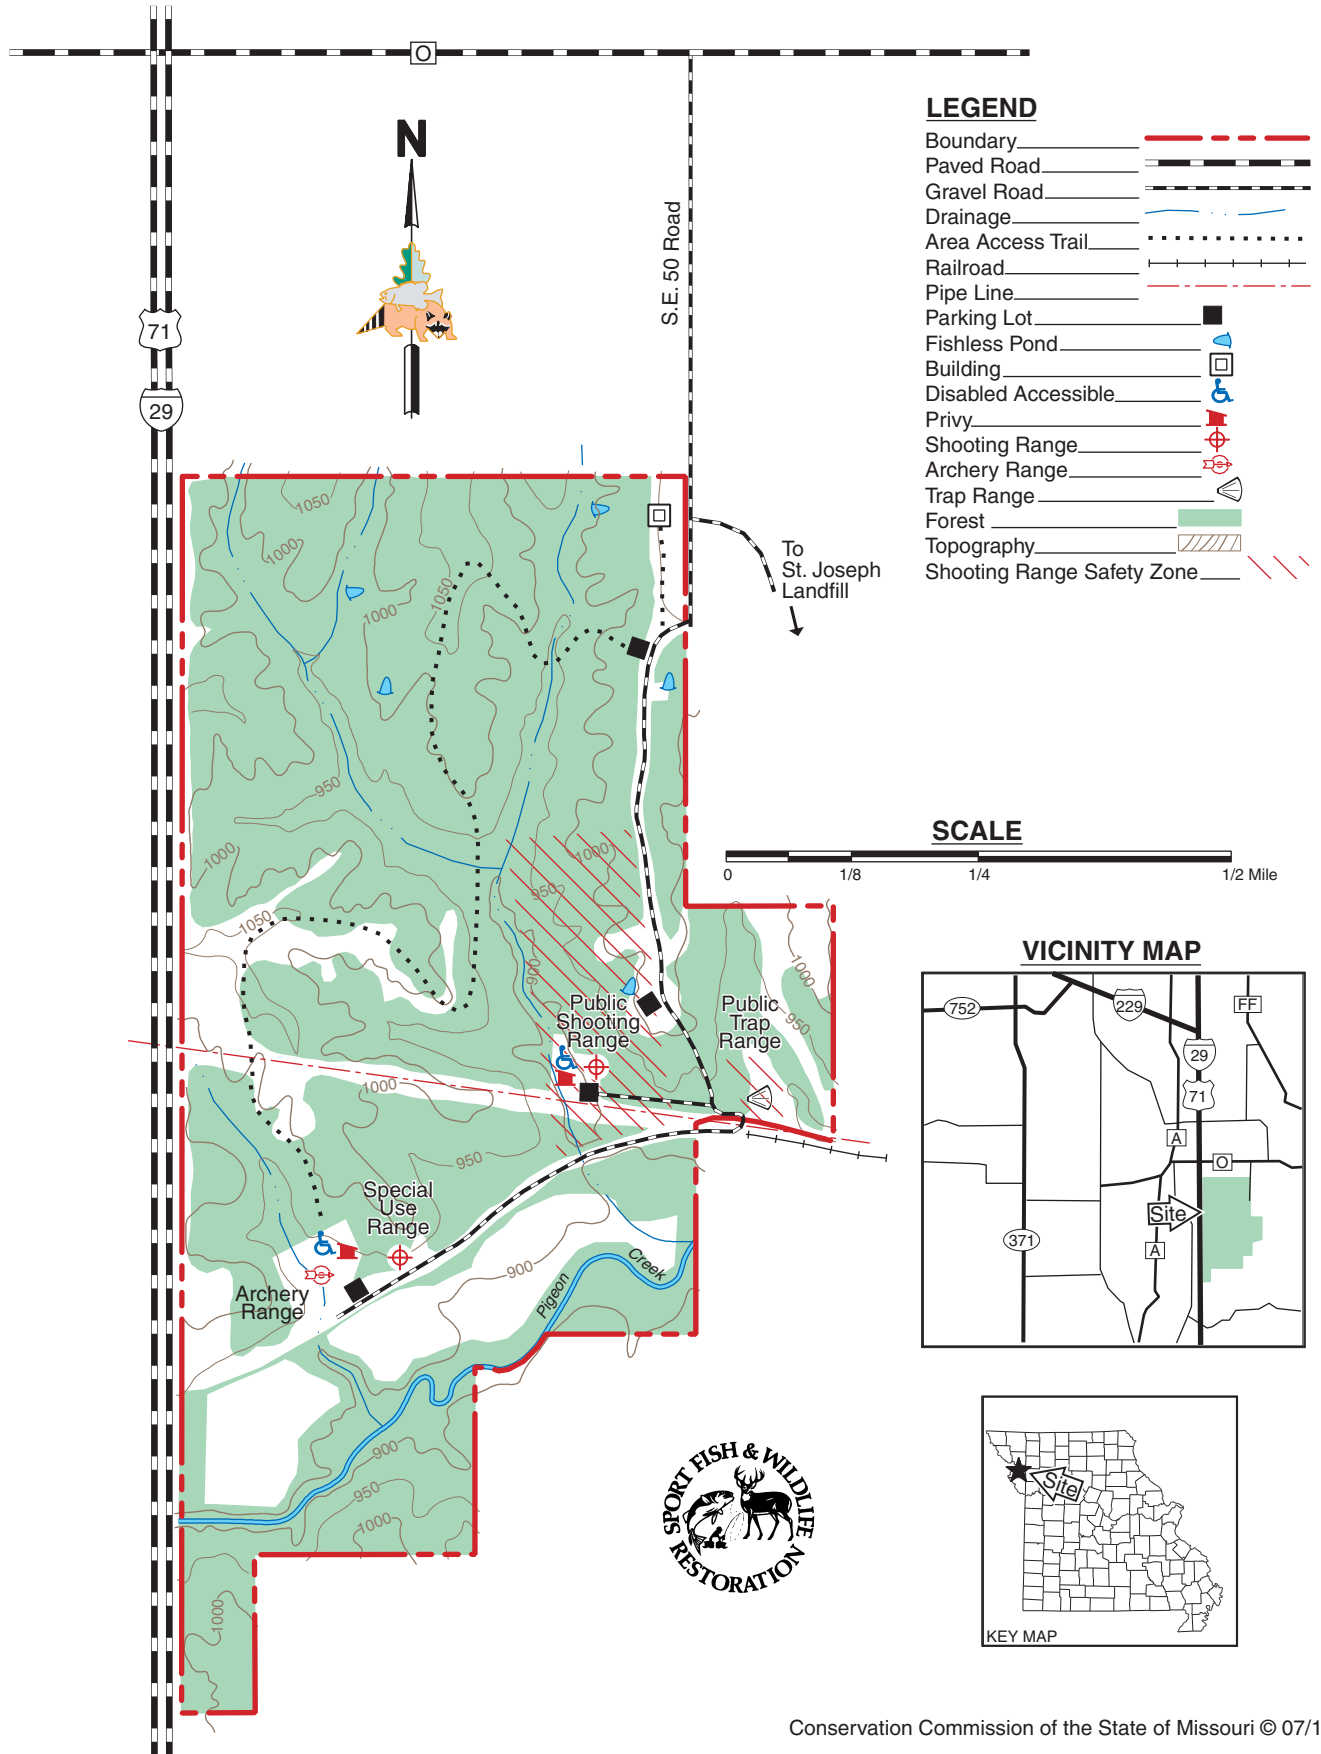 O
N
S.E. 50 Road
71
29
LEGEND
Boundary
Paved Road
Gravel Road
Drainage
Area Access Trail
Railroad
Pipe Line
Parking Lot
Fishless Pond
Building
Disabled Accessible
Privy
Shooting Range
Archery Range
Trap Range
Forest
Topography
Shooting Range Safety Zone
To
St. Joseph
Landfill
1050
1000
1050
1000
950
1000
1000
950
1050
900
1000
950
1000
950
900
900
950
1000
1000
Public
Shooting
Range
Public
Trap
Range
Special
Use
Range
Archery
Range
Pigeon
Creek
SCALE
0
1/8
1/4
1/2 Mile
VICINITY MAP
752
229
FF
29
71
A
O
Site
371
A
Site
KEY MAP
SPORT FISH & WILDLIFE
RESTORATION
Conservation Commission of the State of Missouri © 07/1